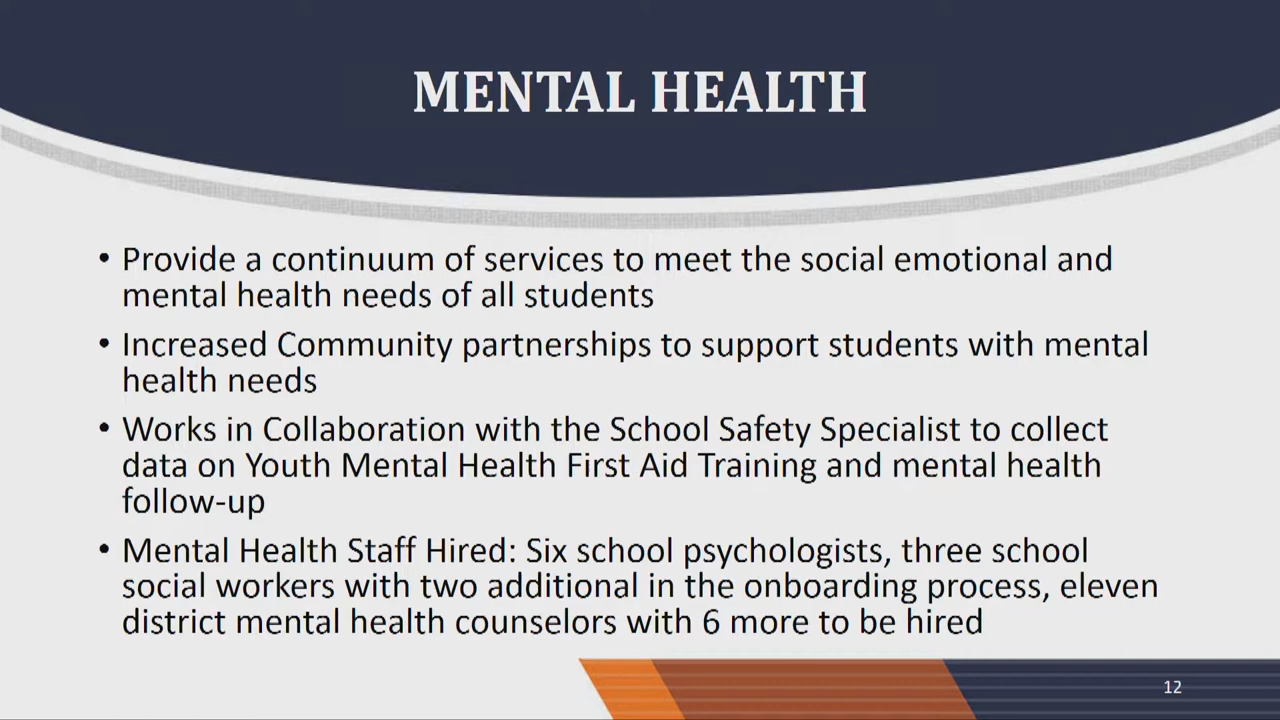 MENTAL HEALTH
• Provide a continuum of services to meet the social emotional and
mental health needs of all students
• Increased Community partnerships to support students with mental
health needs
• Works in Collaboration with the School Safety Specialist to collect
data on Youth Mental Health First Aid Training and mental health
follow-up
• Mental Health Staff Hired: Six school psychologists, three school
social workers with two additional in the onboarding process, eleven
district mental health counselors with 6 more to be hired
12